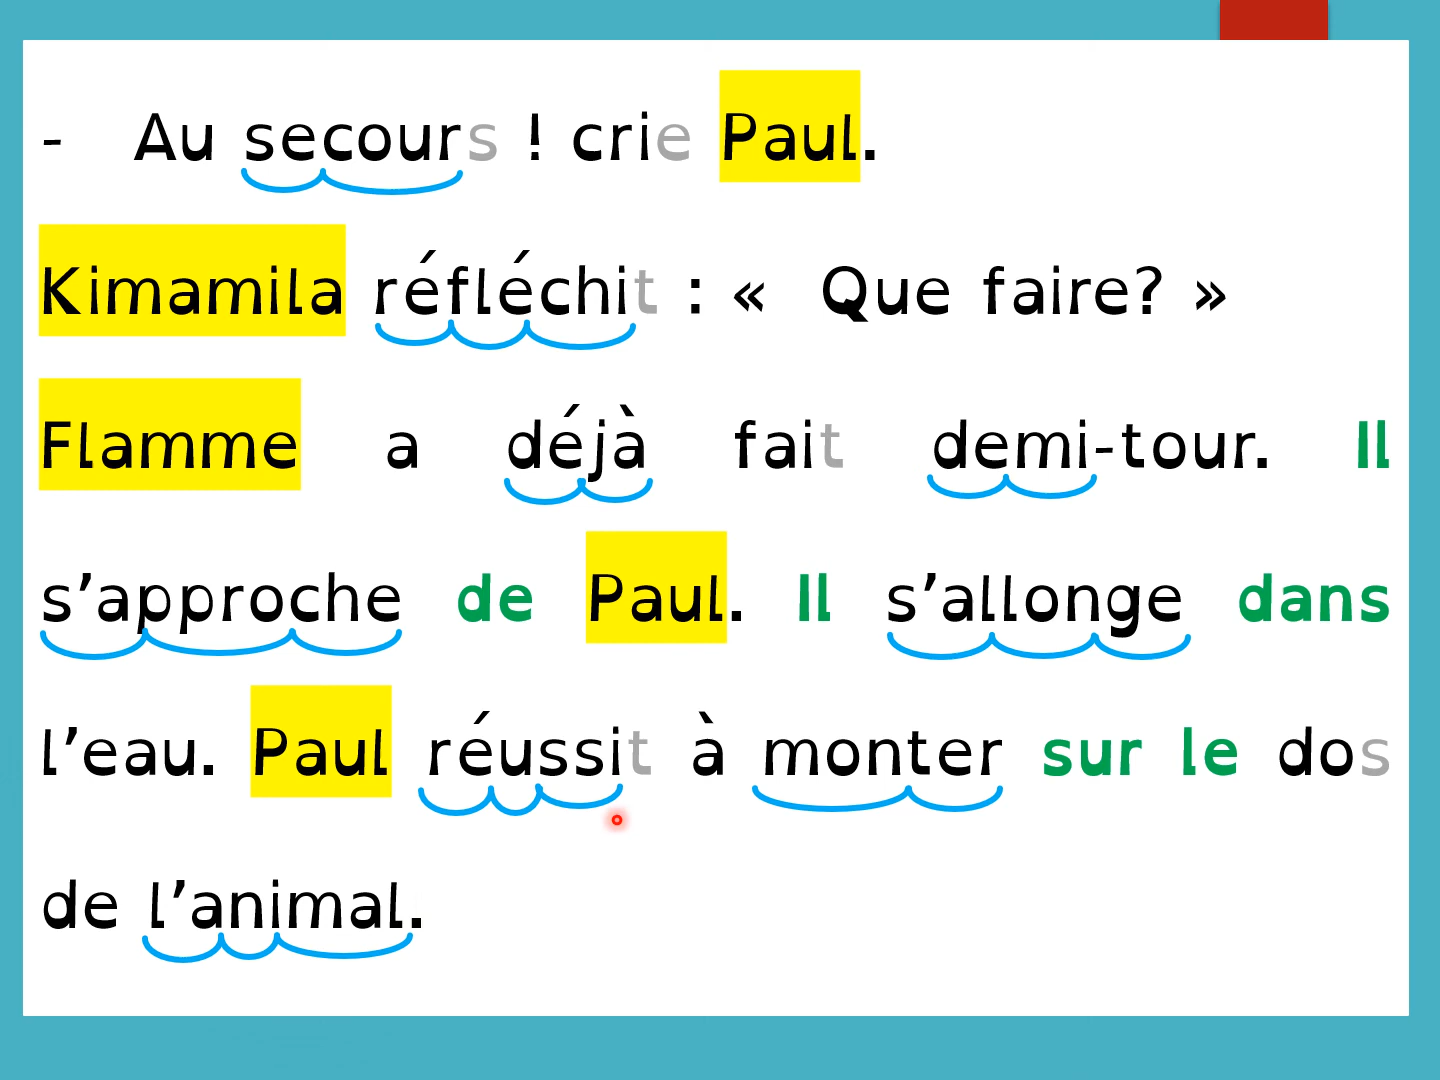 - Au secours ! crie Paul.
Kimamila réfléchit : « Que faire? »
Flamme a déjà fait demi-tour. Il
s’approche de Paul. Il s’allonge dans
l’eau. Paul réussit à monter sur le dos
de l’animal.